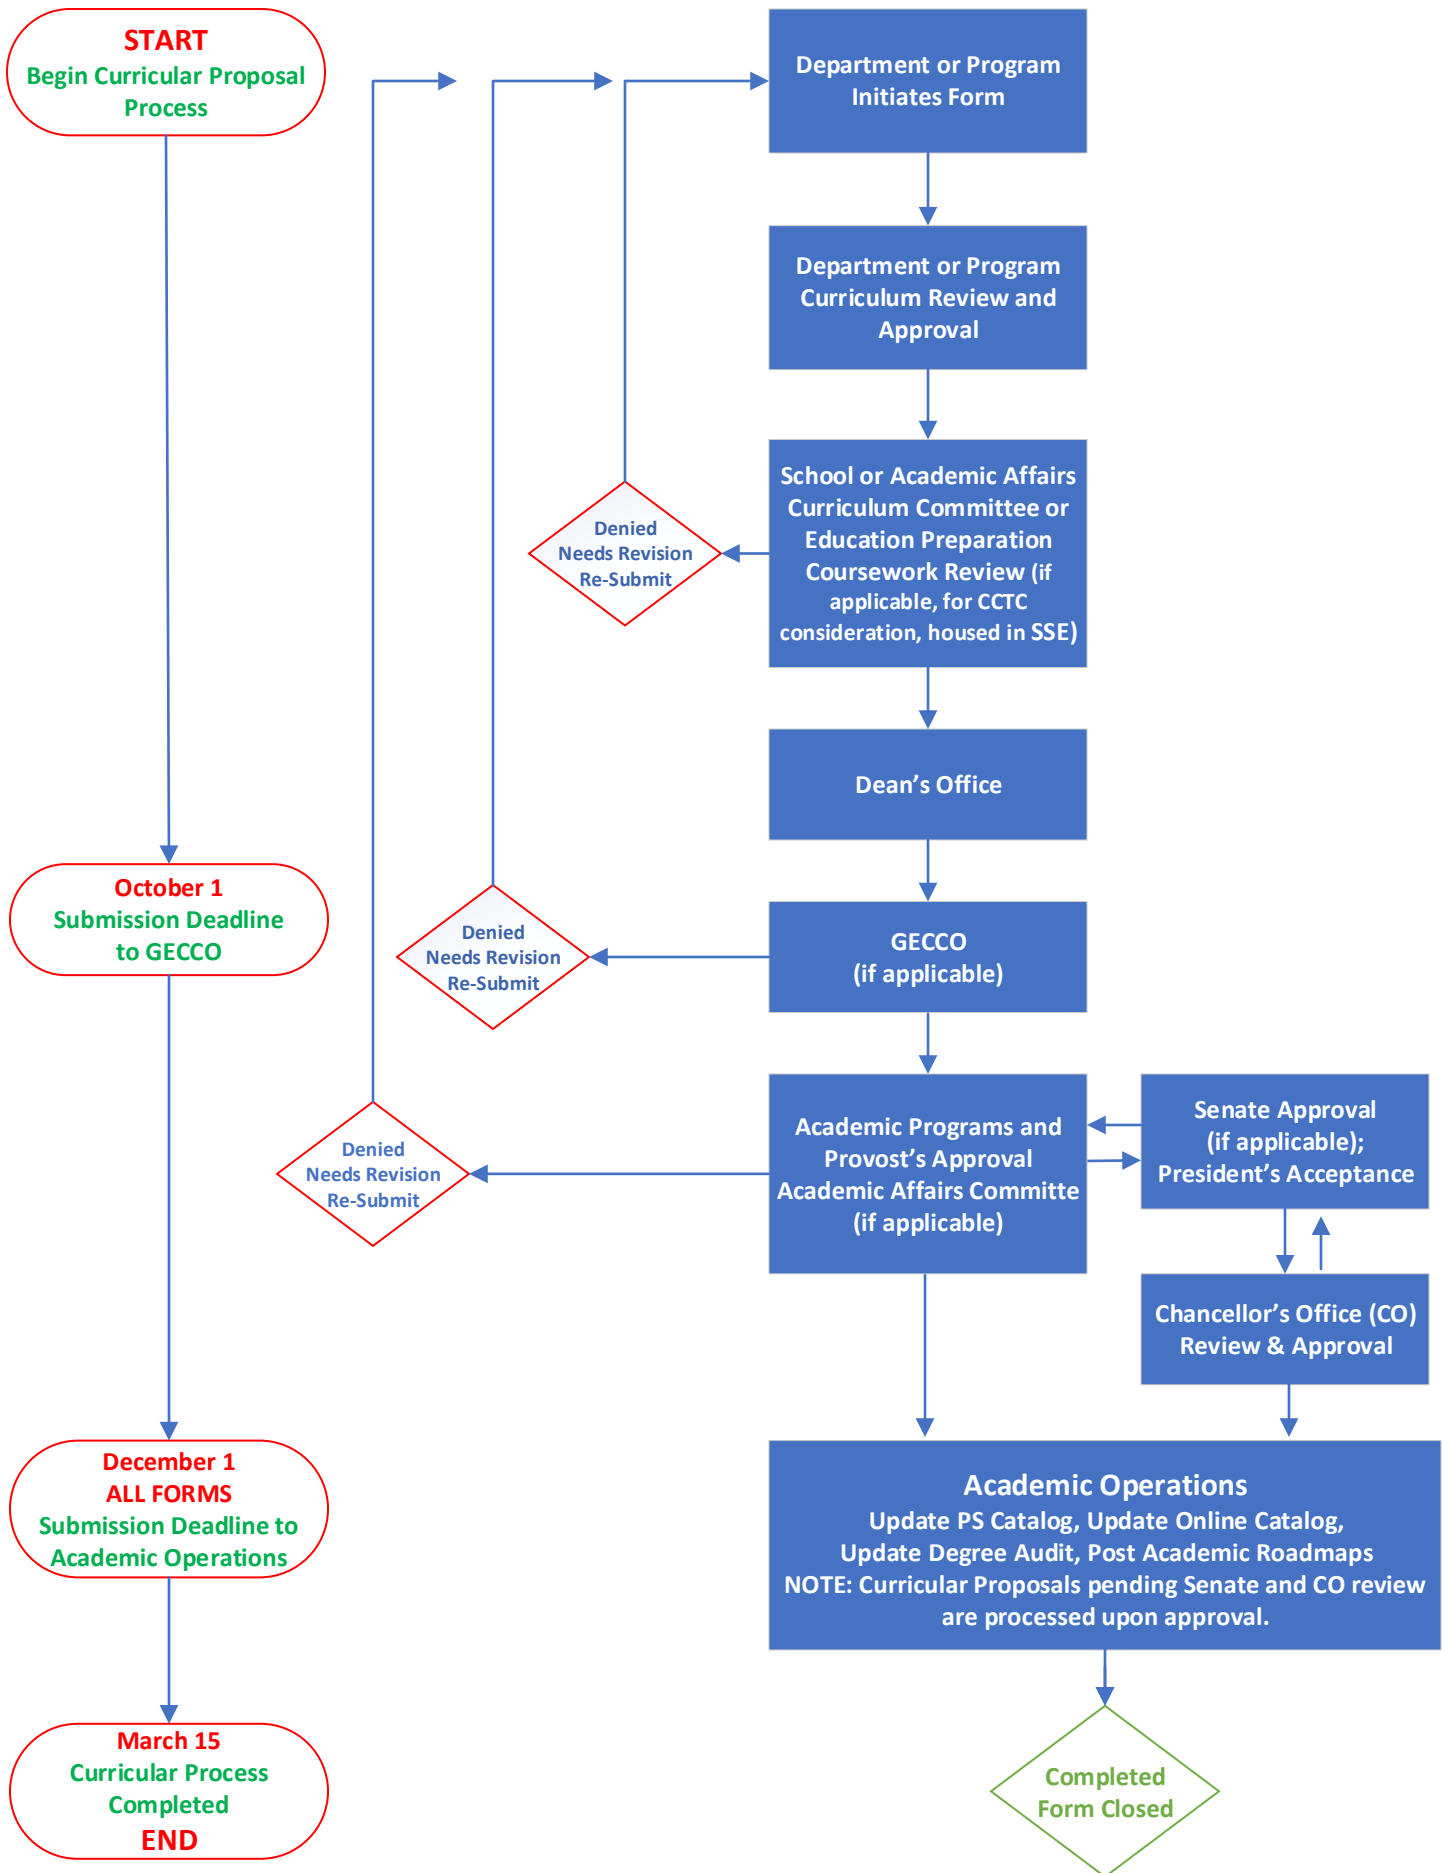 START
Begin Curricular Proposal
Process
Department or Program
Initiates Form
Department or Program
Curriculum Review and
Approval
School or Academic Affairs
Curriculum Committee or
Education Preparation
Coursework Review (if
applicable, for CCTC
consideration, housed in SSE)
Denied
Needs Revision
Re-Submit
Dean’s Office
October 1
Submission Deadline
to GECCO
GECCO
(if applicable)
Denied
Needs Revision
Re-Submit
Academic Programs and
Provost’s Approval
Academic Affairs Committe
(if applicable)
Senate Approval
(if applicable);
President’s Acceptance
Denied
Needs Revision
Re-Submit
Chancellor’s Office (CO)
Review & Approval
December 1
ALL FORMS
Submission Deadline to
Academic Operations
Academic Operations
Update PS Catalog, Update Online Catalog,
Update Degree Audit, Post Academic Roadmaps
NOTE: Curricular Proposals pending Senate and CO review
are processed upon approval.
March 15
Curricular Process
Completed
END
Completed
Form Closed